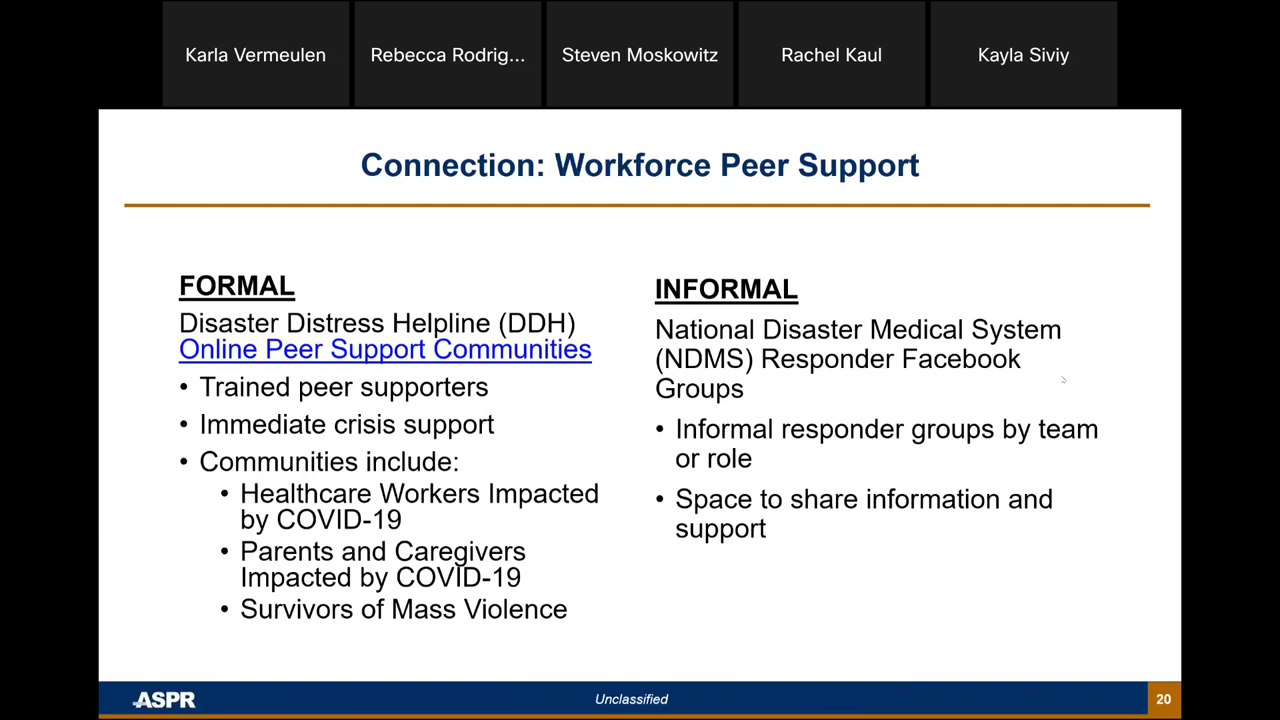 Karla Vermeulen
Rebecca Rodrig...
Steven Moskowitz
Rachel Kaul
Kayla Siviy
Connection: Workforce Peer Support
FORMAL
Disaster Distress Helpline (DDH)
Online Peer Support Communities
• Trained peer supporters
• Immediate crisis support
• Communities include:
• Healthcare Workers Impacted
by COVID-19
• Parents and Caregivers
Impacted by COVID-19
• Survivors of Mass Violence
INFORMAL
National Disaster Medical System
(NDMS) Responder Facebook
Groups
• Informal responder groups by team
or role
• Space to share information and
support
ASPR
Unclassified
20